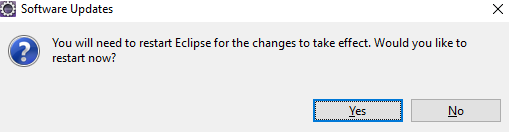 Software Updates
You will need to restart Eclipse for the changes to take effect. Would you like to
restart now?
Yes
No